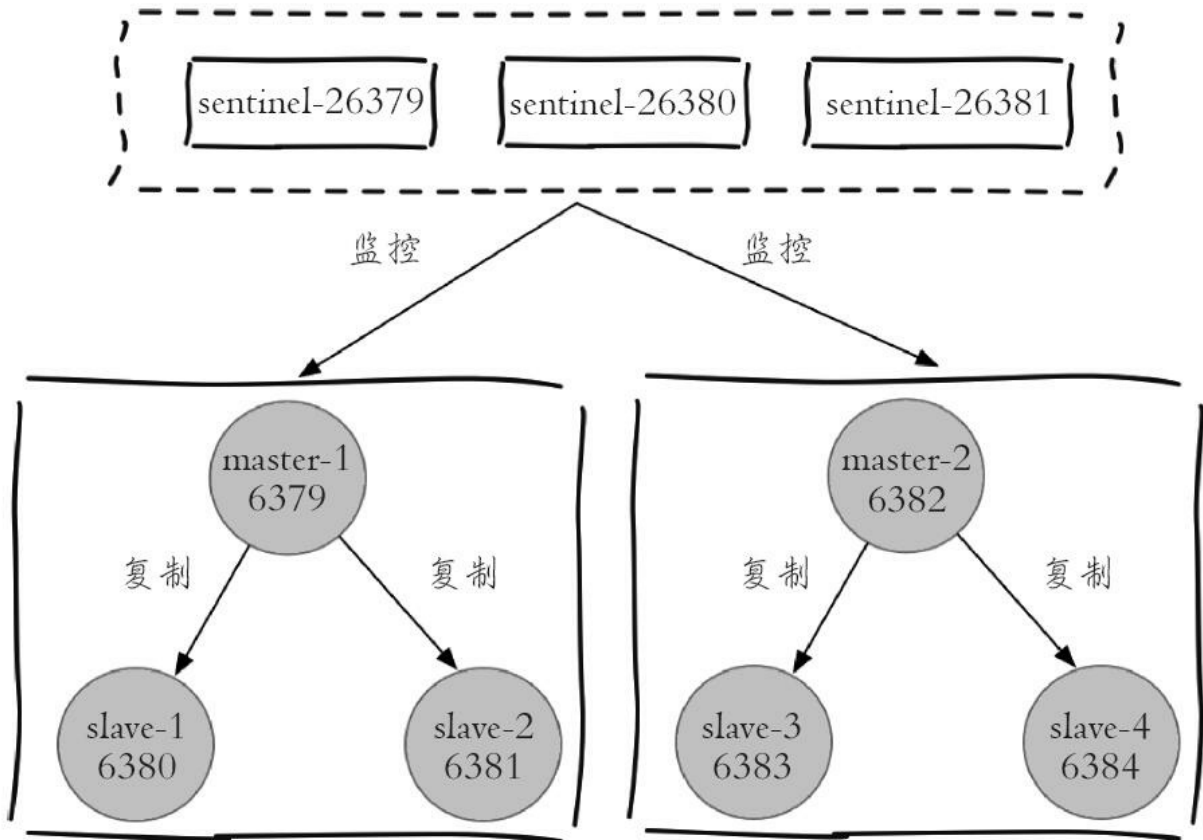 sentinel-26379
sentinel-26380
sentinel-26381
监控
监控
master-1
6379
master-2
6382
复制
复制
复制
复制
slave-1
6380
slave-2
6381
slave-3
6383
slave-4
6384